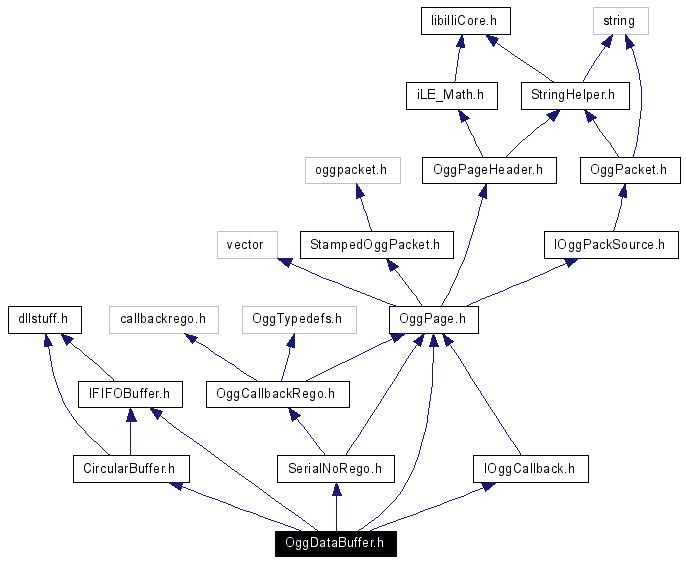 libilliCore.h
string
iLE_Math.h
StringHelper.h
oggpacket.h
OggPageHeader.h
OggPacket.h
vector
StampedOggPacket.h
IOggPackSource.h
dllstuff.h
callbackrego.h
OggTypedefs.h
OggPage.h
IFIFOBuffer.h
OggCallbackRego.h
CircularBuffer.h
SerialNoRego.h
IOggCallback.h
OggDataBuffer.h